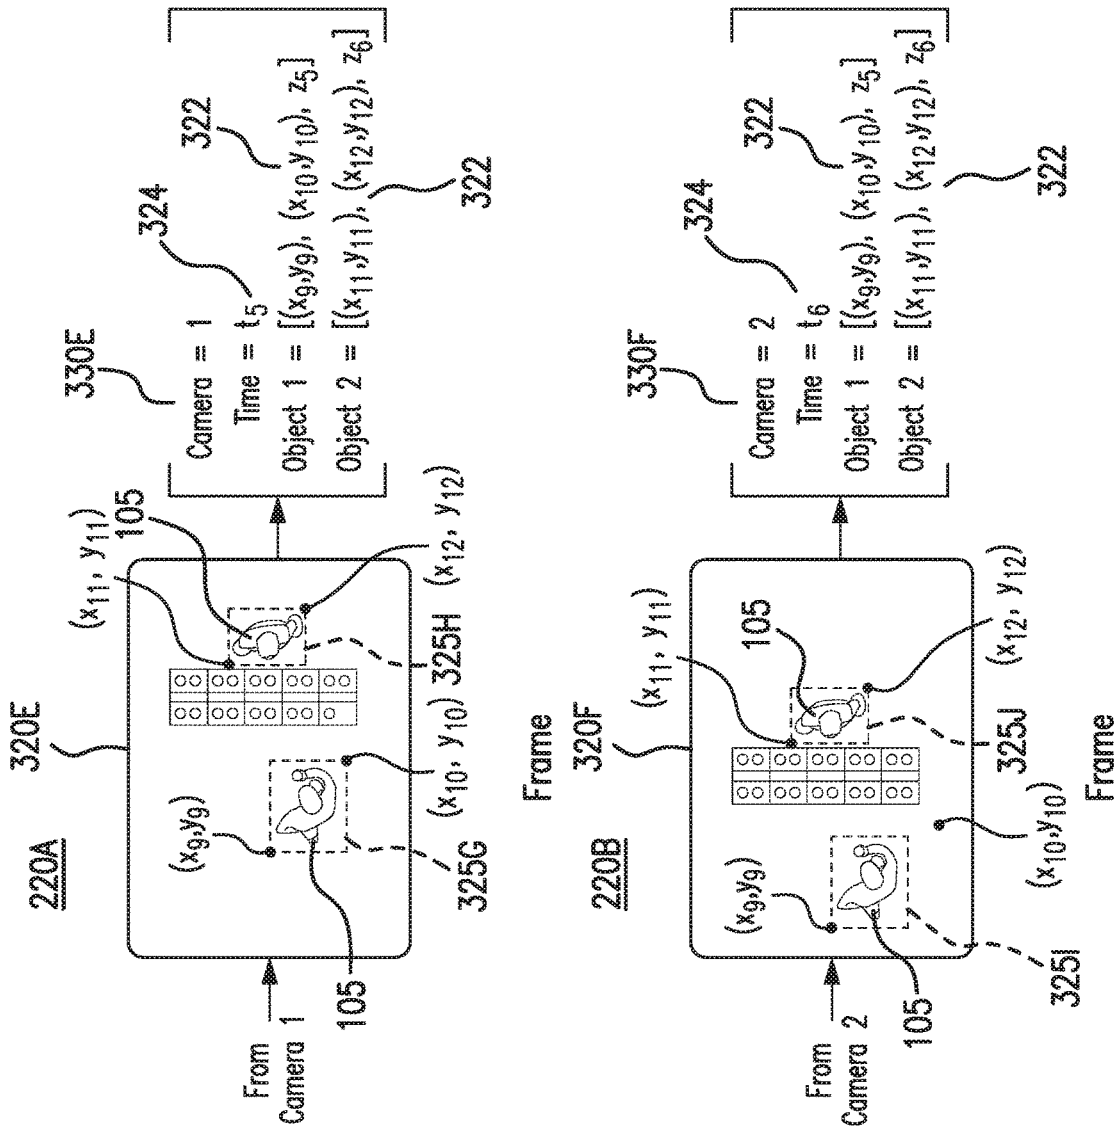 220A
320E
330E
From
Camera 1
(x9,y9)
105
325G
(x10, y10)
(x11, y11)
105
325H
(x12, y12)
Camera = 1
Time = t5
Object 1 = [(x9,y9), (x10,y10), z5]
Object 2 = [(x11,y11), (x12,y12), z6]
324
322
322
Frame
220B
320F
330F
From
Camera 2
(x9,y9)
105
325I
(x10,y10)
(x11, y11)
105
325J
(x12, y12)
Camera = 2
Time = t6
Object 1 = [(x9,y9), (x10,y10), z5]
Object 2 = [(x11,y11), (x12,y12), z6]
324
322
322
Frame